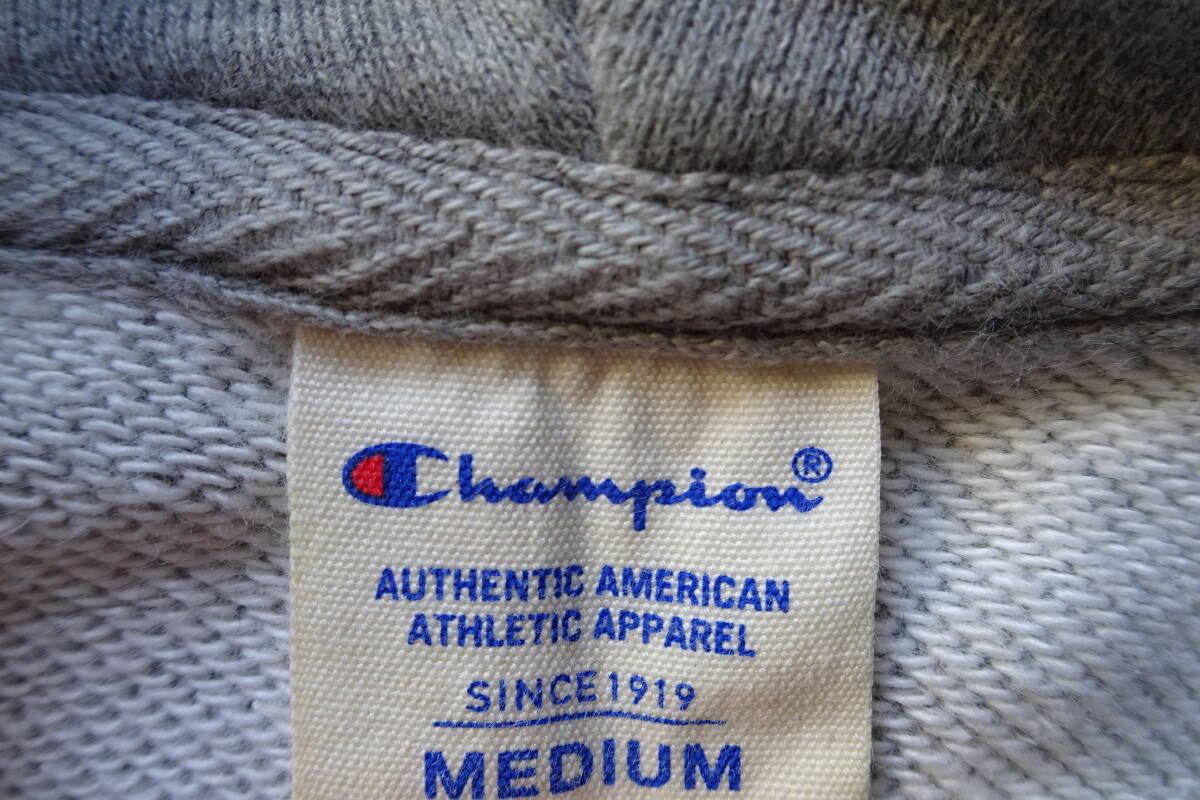 Champion®
AUTHENTIC AMERICAN
ATHLETIC APPAREL
SINCE 1919
MEDIUM